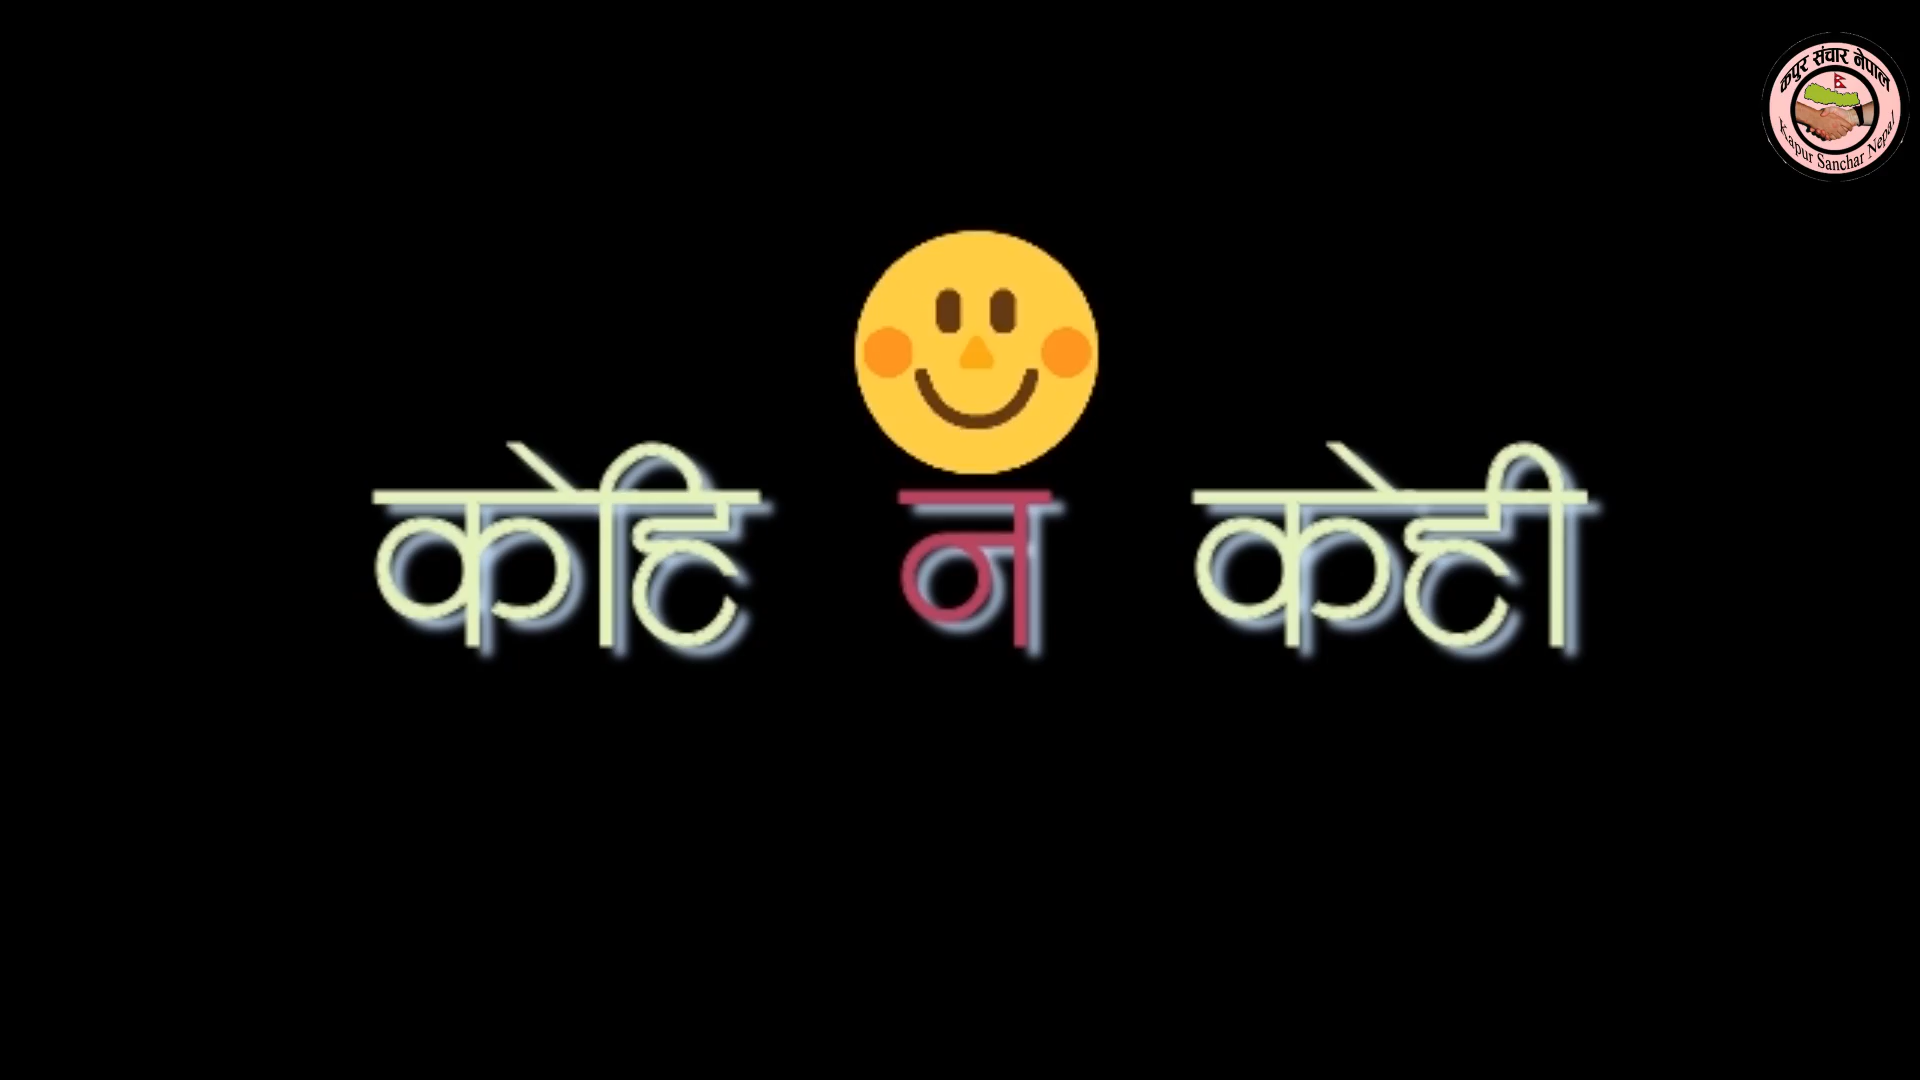 कपुर संचार नेपाल
Kapur Sanchar Nepal
केहि न केही